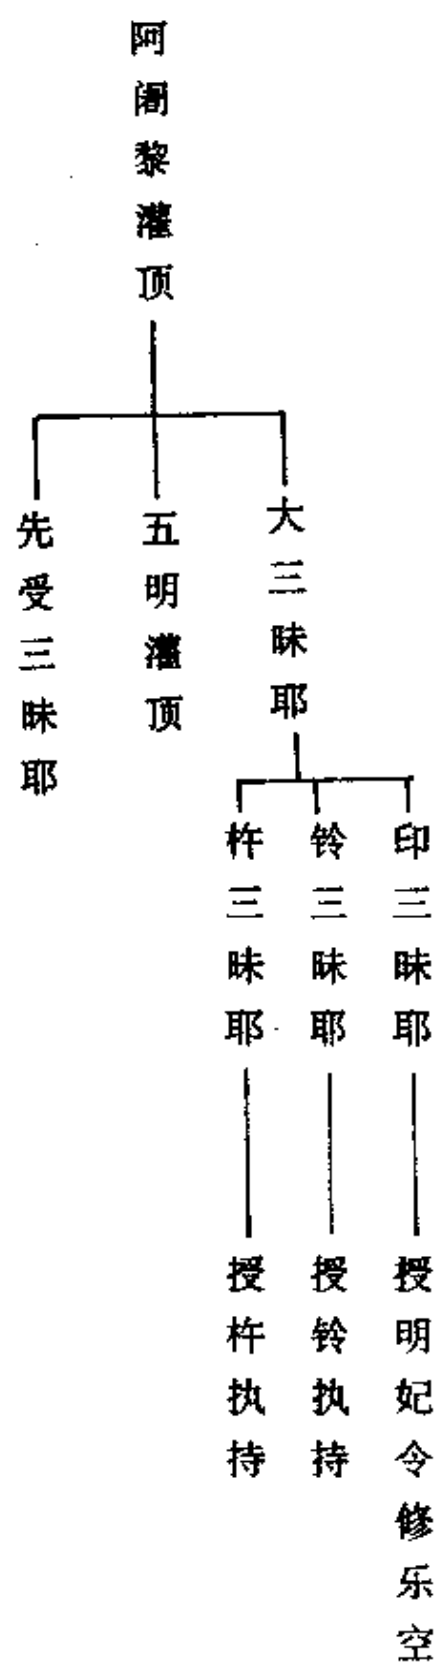 阿阇黎灌顶
先受三昧耶
五明灌顶
大三昧耶
杵三昧耶
铃三昧耶
印三昧耶
授杵执持
授铃执持
授明妃令修乐空